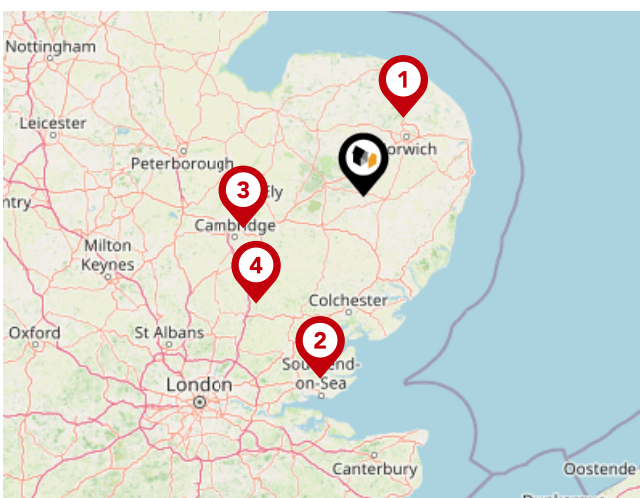 Nottingham
1
Leicester
orwich
Peterborough
3
Ely
ntry
Cambridge
Milton
Keynes
4
Colchester
Oxford
St Albans
2
on-Sea
London
Canterbury
Oostende